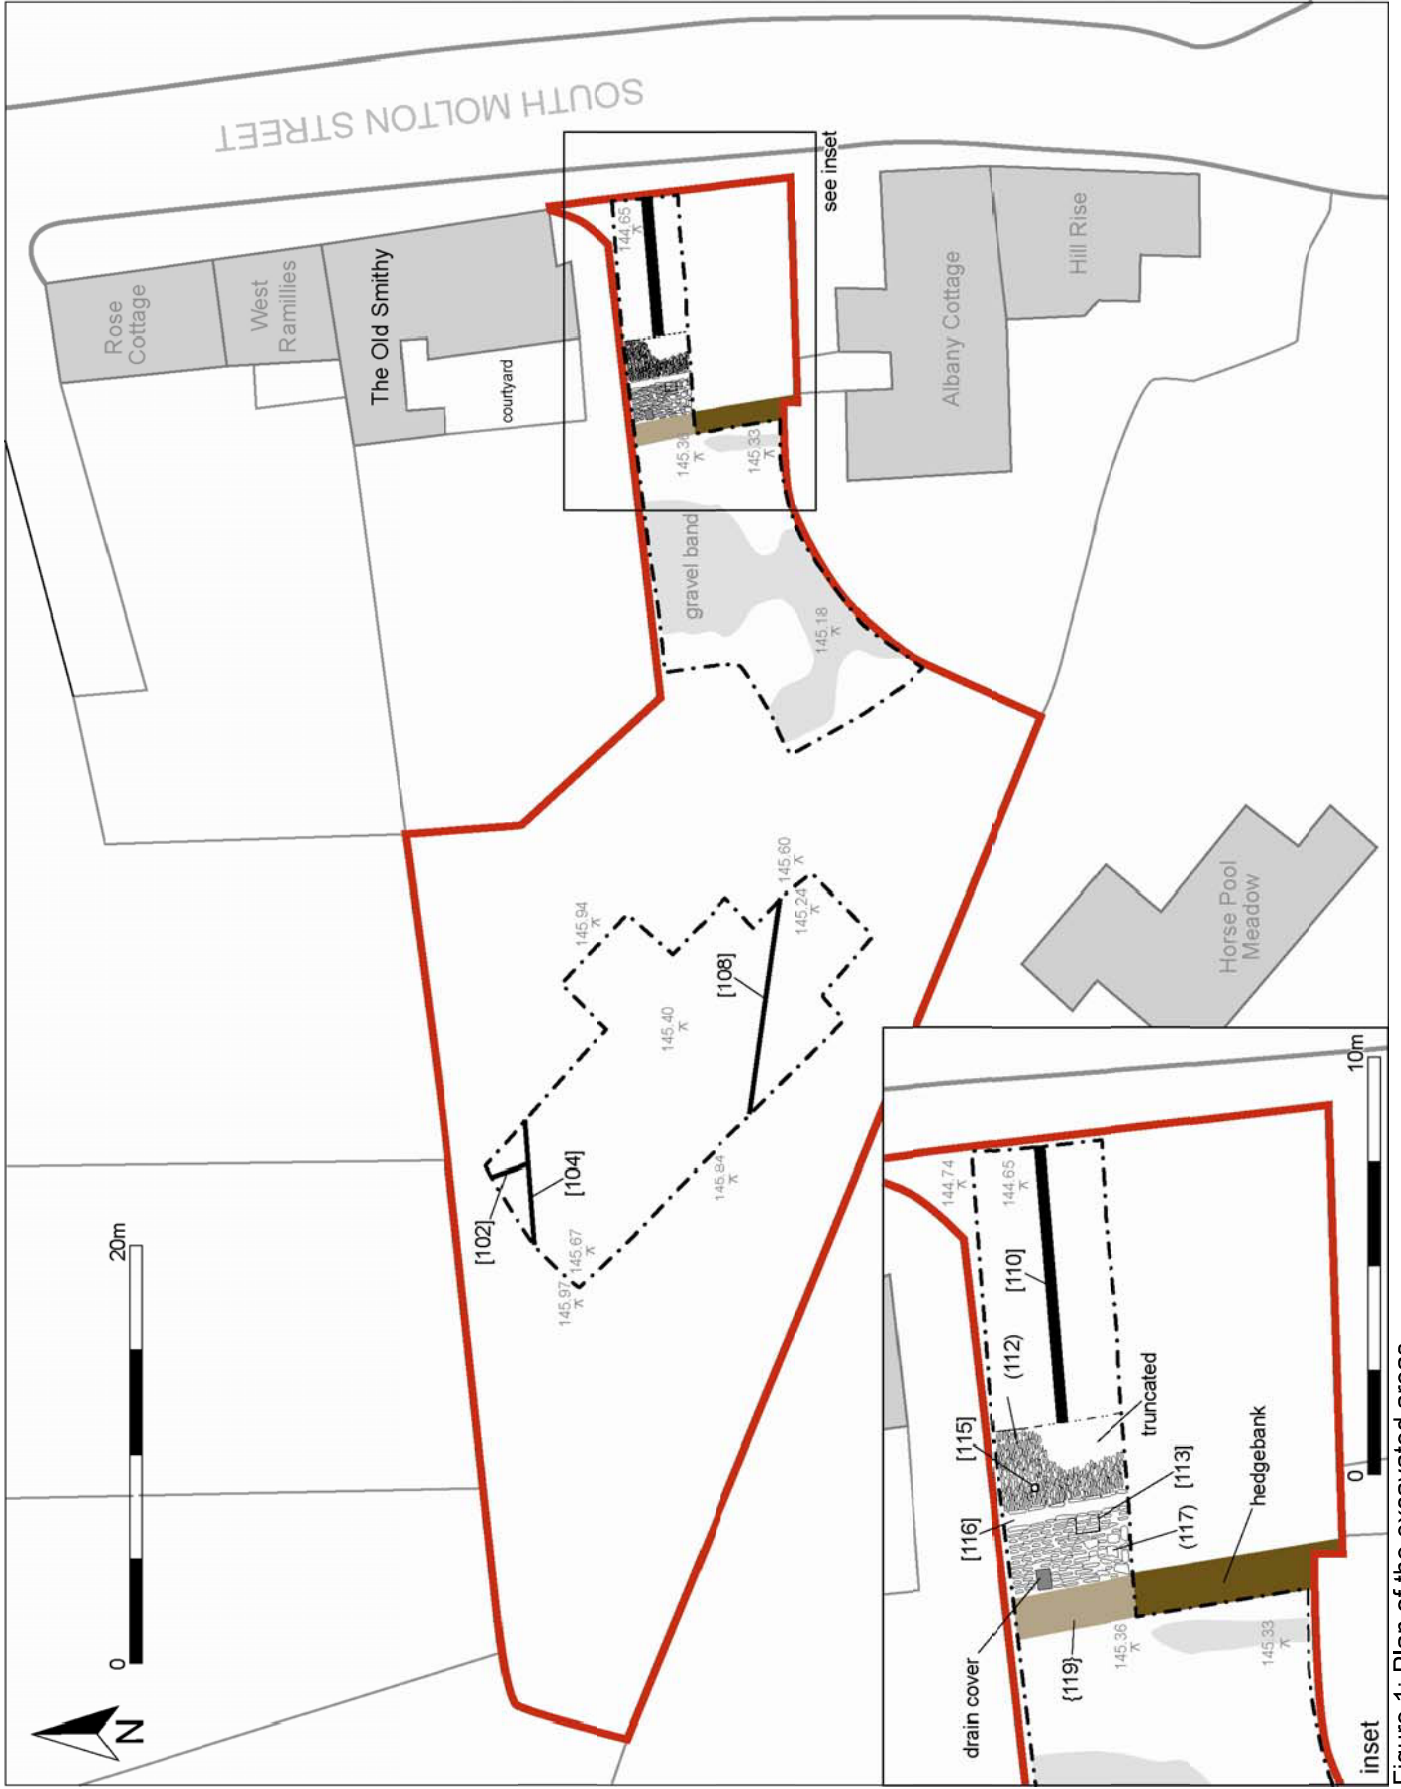 SOUTH MOLTON STREET
Rose
Cottage
West
Ramillies
The Old Smithy
courtyard
see inset
144.65
145.36
145.33
gravel band
145.18
Albany Cottage
Hill Rise
Horse Pool
Meadow
145.94
145.60
145.24
[108]
145.40
145.84
[104]
[102]
145.67
145.97
0
20m
N
144.74
144.65
[110]
(112)
[115]
truncated
[116]
[113]
(117)
hedgebank
drain cover
{119}
145.36
145.33
0
10m
inset
Figure 1: Plan of the excavated areas